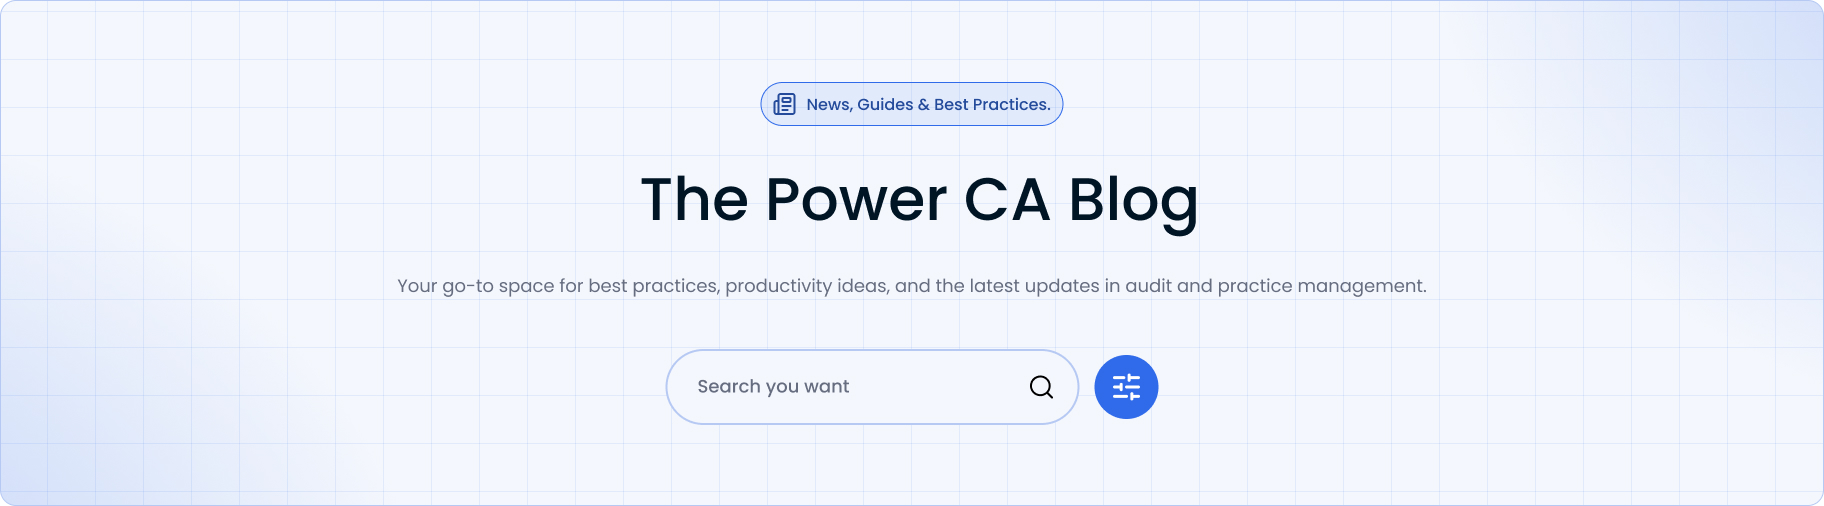 News, Guides & Best Practices.
The Power CA Blog
Your go-to space for best practices, productivity ideas, and the latest updates in audit and practice management.
Search you want